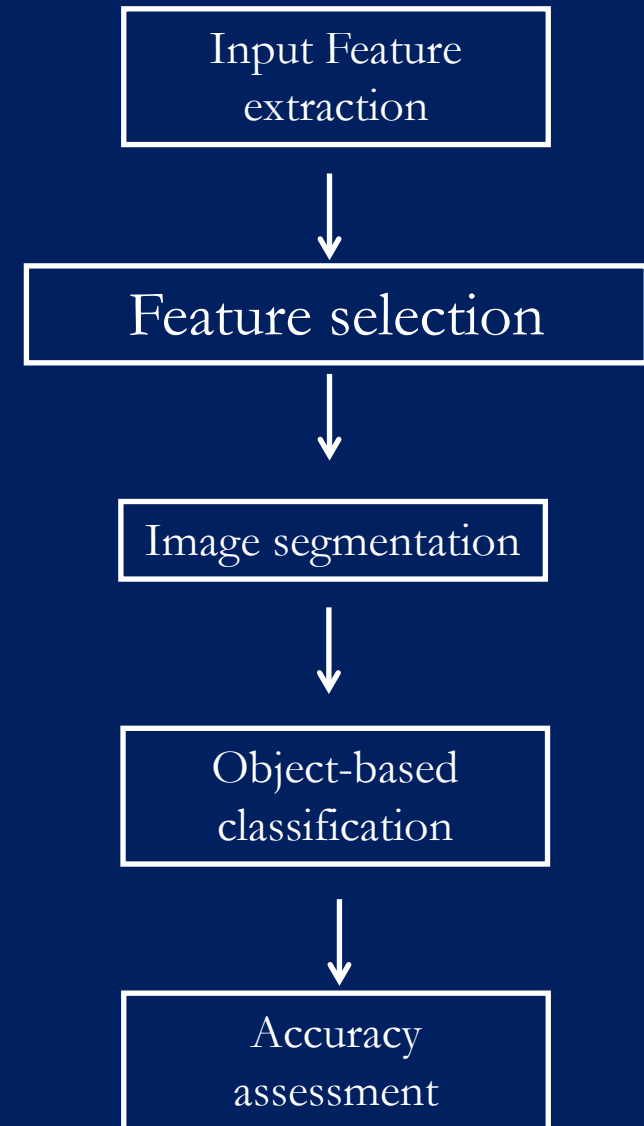 Input Feature
extraction
Feature selection
Image segmentation
Object-based
classification
Accuracy
assessment